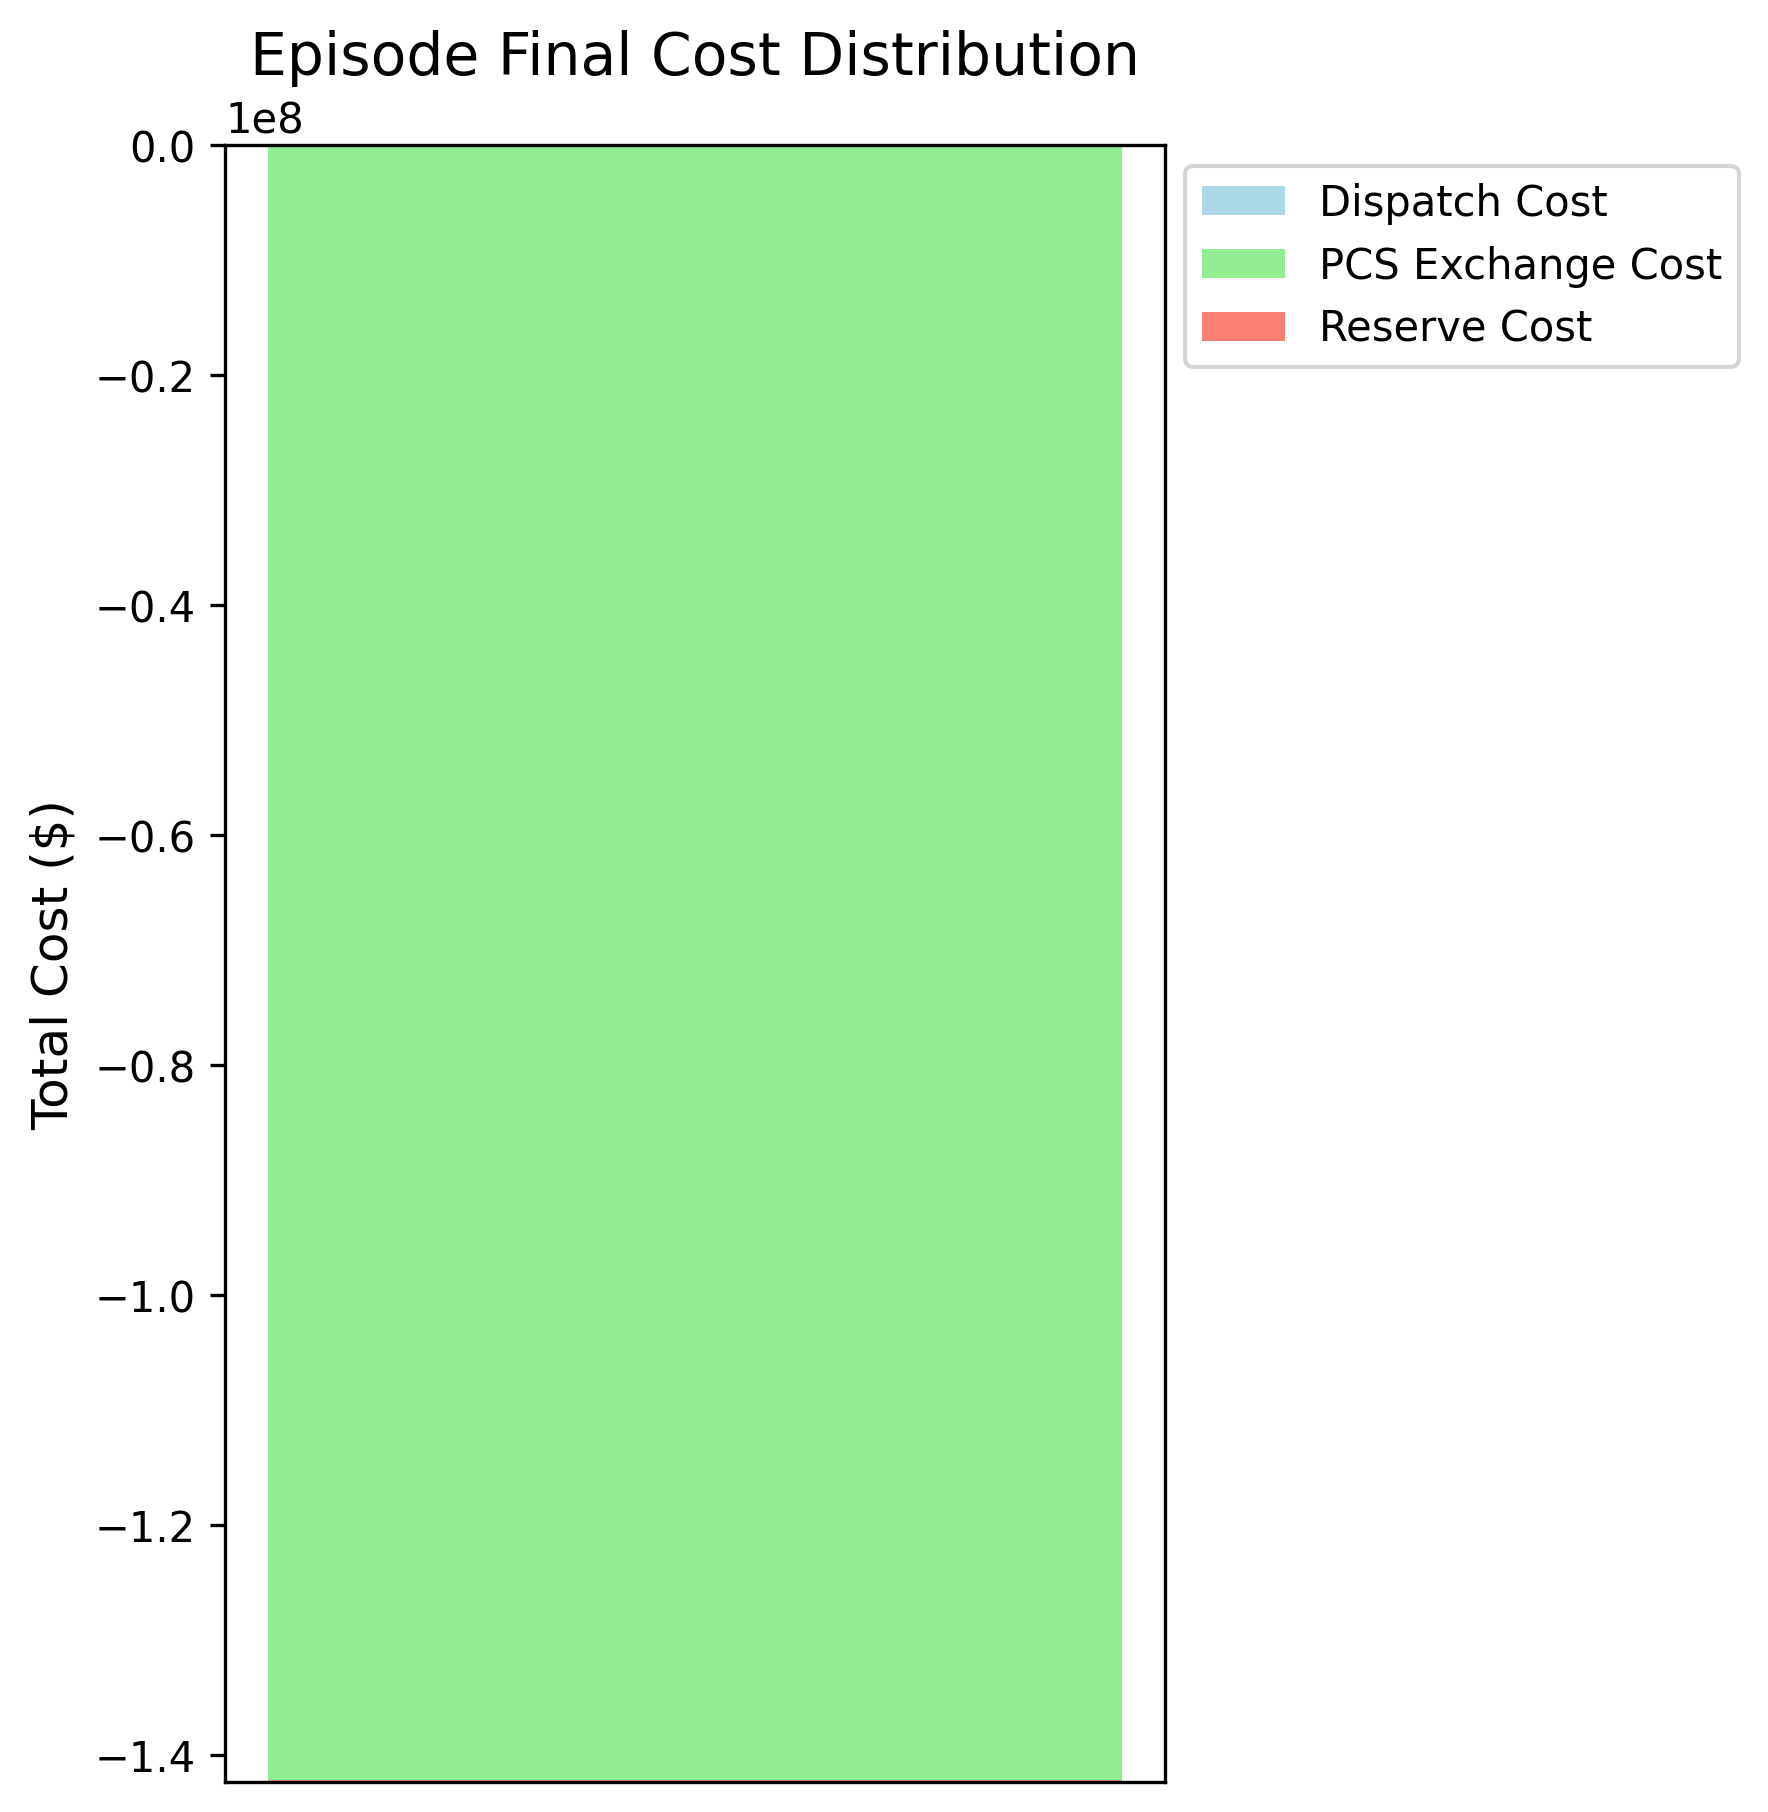 Episode Final Cost Distribution
1e8
0.0
−0.2
−0.4
−0.6
−0.8
−1.0
−1.2
−1.4
Total Cost ($)
Dispatch Cost
PCS Exchange Cost
Reserve Cost